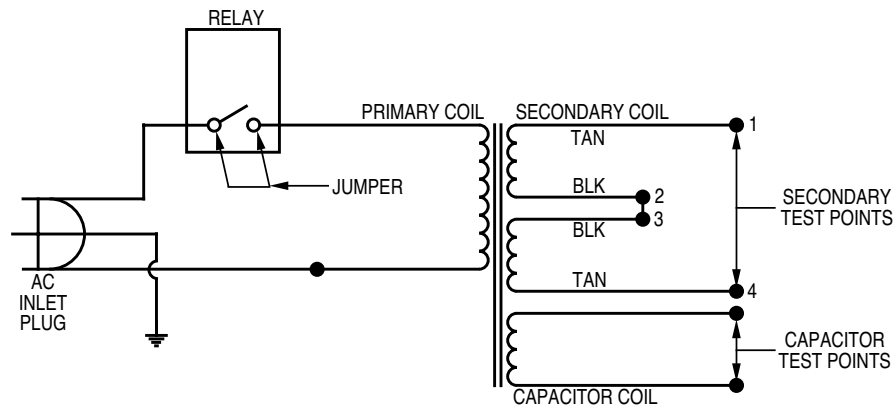 RELAY
PRIMARY COIL
SECONDARY COIL
1
TAN
JUMPER
BLK
2
3
BLK
SECONDARY
TEST POINTS
AC
INLET
PLUG
TAN
4
CAPACITOR
TEST POINTS
CAPACITOR COIL